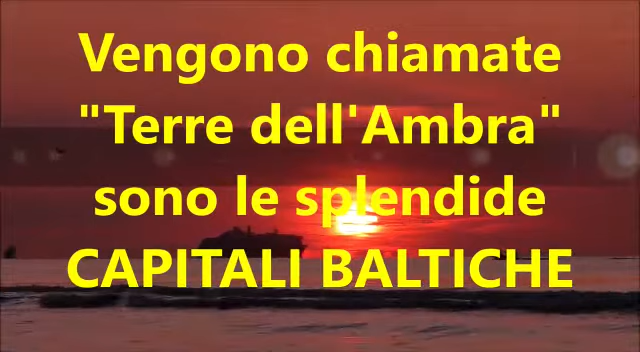 Vengono chiamate
"Terre dell'Ambra"
sono le splendide
CAPITALI BALTICHE